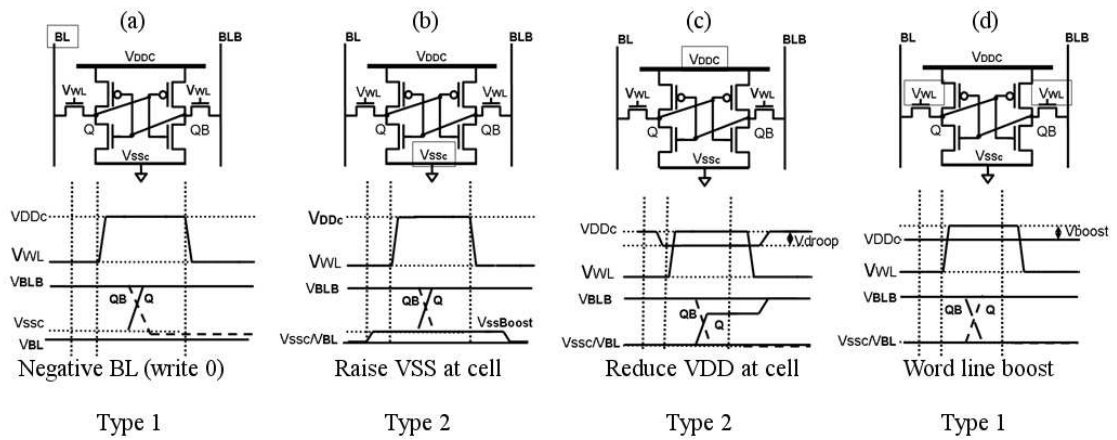 (a)
BL
BLB
VDDC
VWL
VWL
Q
QB
VSSc
VDDc
VWL
VBLB
QB
Q
VSSC
VBL
Negative BL (write 0)
Type 1
(b)
BL
BLB
VDDC
VWL
VWL
Q
QB
VSSc
VDDc
VWL
VBLB
QB
Q
VssBoost
VSSC/VBL
Raise VSS at cell
Type 2
(c)
BL
BLB
VDDC
VWL
VWL
Q
QB
VSSc
VDDc
Vdroop
VWL
VBLB
QB
Q
VSSC/VBL
Reduce VDD at cell
Type 2
(d)
BL
BLB
VDDC
VWL
VWL
Q
QB
VSSc
Vboost
VDDc
VWL
VBLB
QB
Q
VSSC/VBL
Word line boost
Type 1